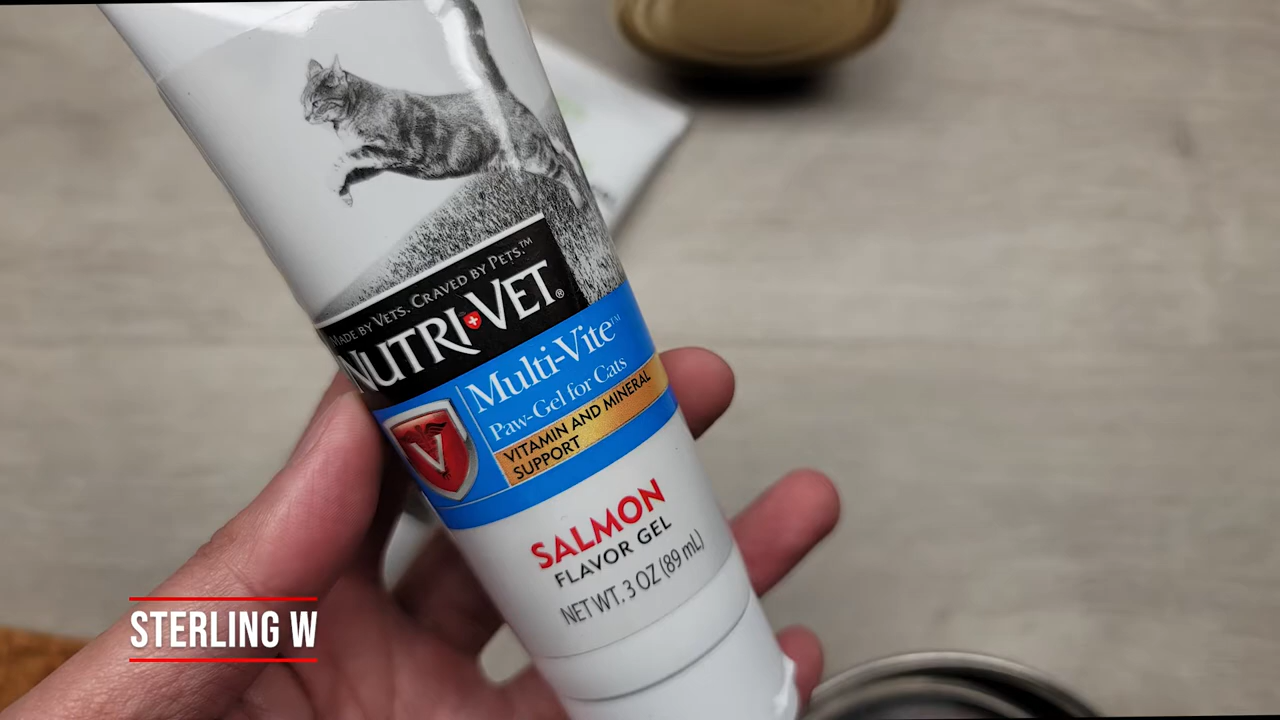 MADE BY VETS. CRAVED BY PETS.™
NUTRI-VET®
Multi-Vite™
Paw-Gel for Cats
VITAMIN AND MINERAL
SUPPORT
V
SALMON
FLAVOR GEL
NET WT. 3 OZ (89 mL)
STERLING W